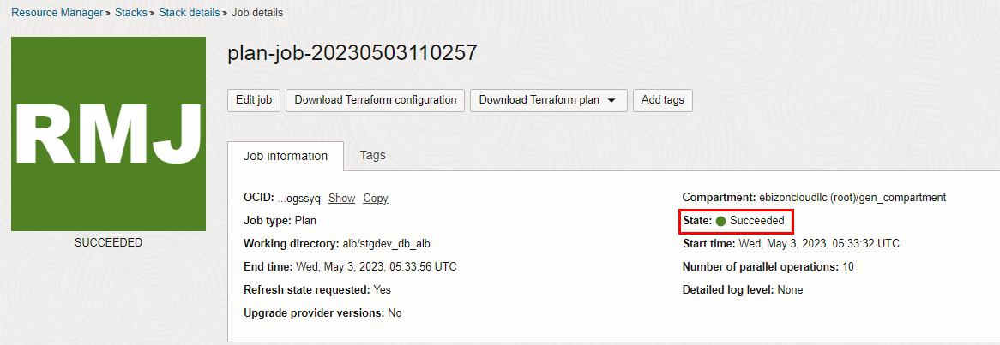 Resource Manager » Stacks » Stack details » Job details
RMJ
SUCCEEDED
plan-job-20230503110257
Edit job Download Terraform configuration Download Terraform plan Add tags
Job information Tags
OCID: ...ogssyq Show Copy
Job type: Plan
Working directory: alb/stgdev_db_alb
End time: Wed, May 3, 2023, 05:33:56 UTC
Refresh state requested: Yes
Upgrade provider versions: No
Compartment: ebizoncloudllc (root)/gen_compartment
State: Succeeded
Start time: Wed, May 3, 2023, 05:33:32 UTC
Number of parallel operations: 10
Detailed log level: None